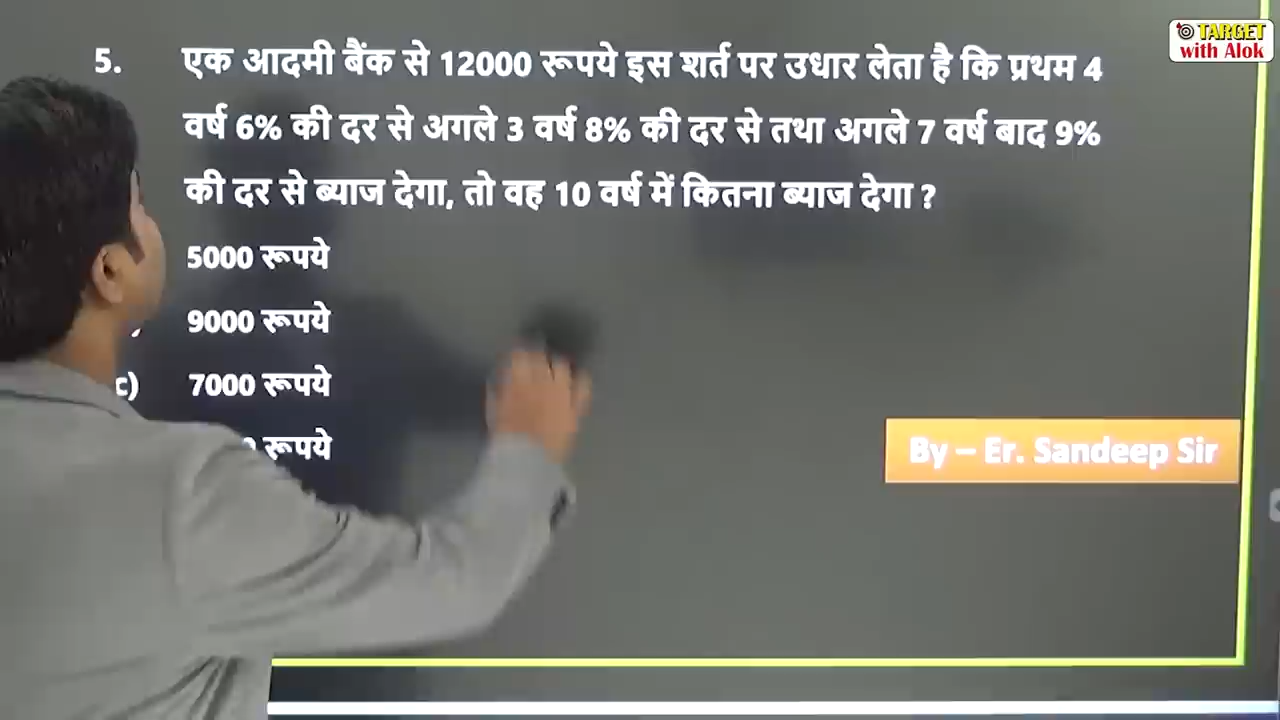 TARGET
with Alok
5. एक आदमी बैंक से 12000 रूपये इस शर्त पर उधार लेता है कि प्रथम 4
वर्ष 6% की दर से अगले 3 वर्ष 8% की दर से तथा अगले 7 वर्ष बाद 9%
की दर से ब्याज देगा, तो वह 10 वर्ष में कितना ब्याज देगा ?
5000 रूपये
9000 रूपये
c) 7000 रूपये
रूपये
By – Er. Sandeep Sir